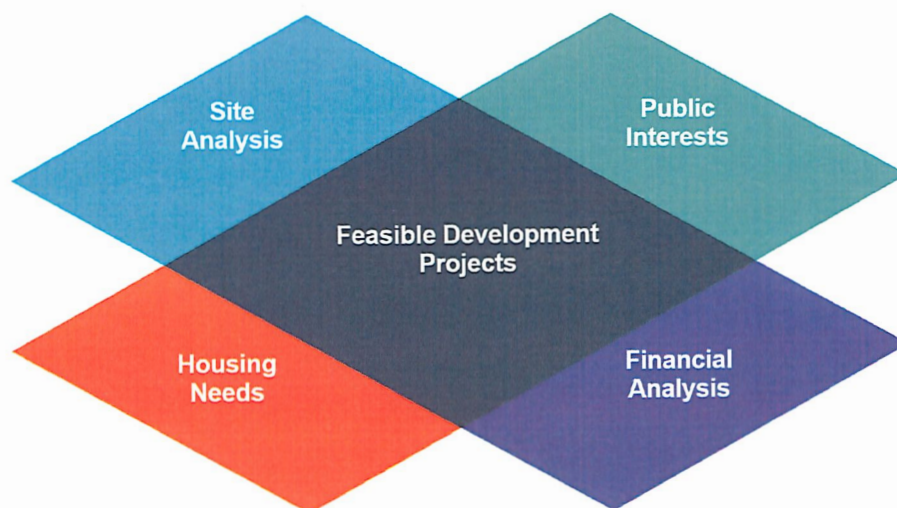 Site
Analysis
Public
Interests
Feasible Development
Projects
Housing
Needs
Financial
Analysis